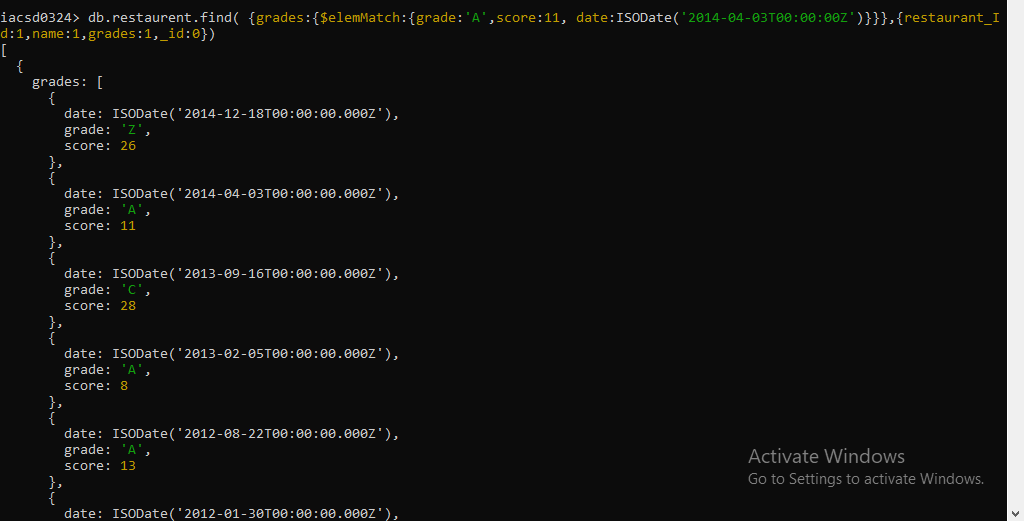 iacsd0324> db.restaurent.find( {grades:{$elemMatch:{grade:'A',score:11, date:ISODate('2014-04-03T00:00:00Z')}}},{restaurant_I
d:1,name:1,grades:1,_id:0})
[
  {
    grades: [
      {
        date: ISODate('2014-12-18T00:00:00.000Z'),
        grade: 'Z',
        score: 26
      },
      {
        date: ISODate('2014-04-03T00:00:00.000Z'),
        grade: 'A',
        score: 11
      },
      {
        date: ISODate('2013-09-16T00:00:00.000Z'),
        grade: 'C',
        score: 28
      },
      {
        date: ISODate('2013-02-05T00:00:00.000Z'),
        grade: 'A',
        score: 8
      },
      {
        date: ISODate('2012-08-22T00:00:00.000Z'),
        grade: 'A',
        score: 13
      },
      {
        date: ISODate('2012-01-30T00:00:00.000Z'),
Activate Windows
Go to Settings to activate Windows.